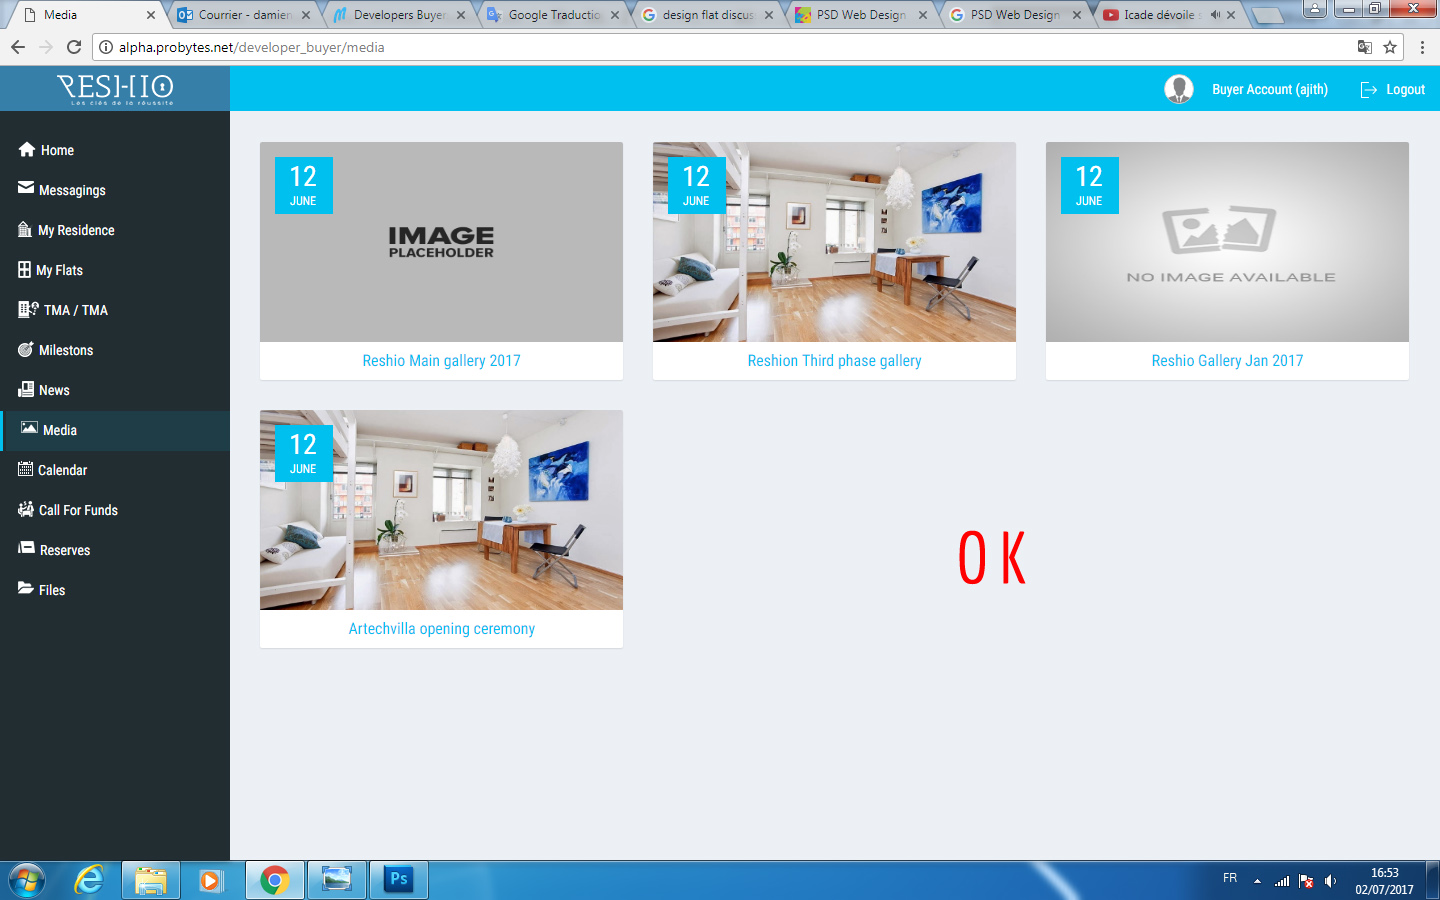 Media
Courrier - damien
Developers Buyer
Google Traductio
design flat discus
PSD Web Design
PSD Web Design
Icade dévoile s
alpha.probytes.net/developer_buyer/media
RESHIO
Les clés de la réussite
Buyer Account (ajith)
Logout
Home
Messagings
My Residence
My Flats
TMA / TMA
Milestons
News
Media
Calendar
Call For Funds
Reserves
Files
12
JUNE
IMAGE
PLACEHOLDER
Reshio Main gallery 2017
12
JUNE
Reshion Third phase gallery
12
JUNE
NO IMAGE AVAILABLE
Reshio Gallery Jan 2017
12
JUNE
Artechvilla opening ceremony
OK
Ps
FR
16:53
02/07/2017